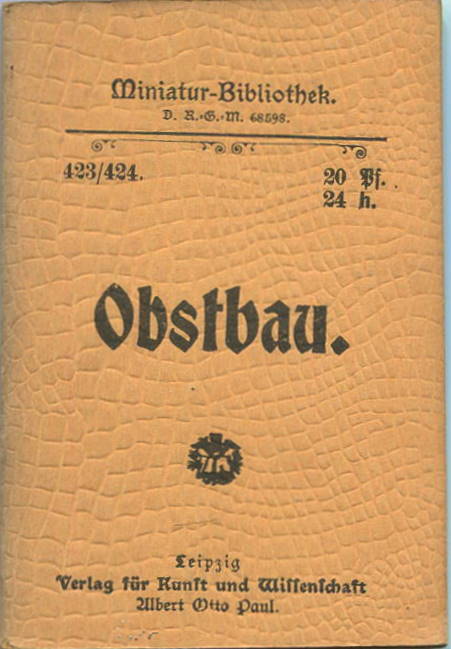 Miniatur-Bibliothek.
D. R.-G.-M. 68598.
423/424.
20 Pf.
24 h.
Obstbau.
Leipzig
Verlag für Kunst und Wissenschaft
Albert Otto Paul.